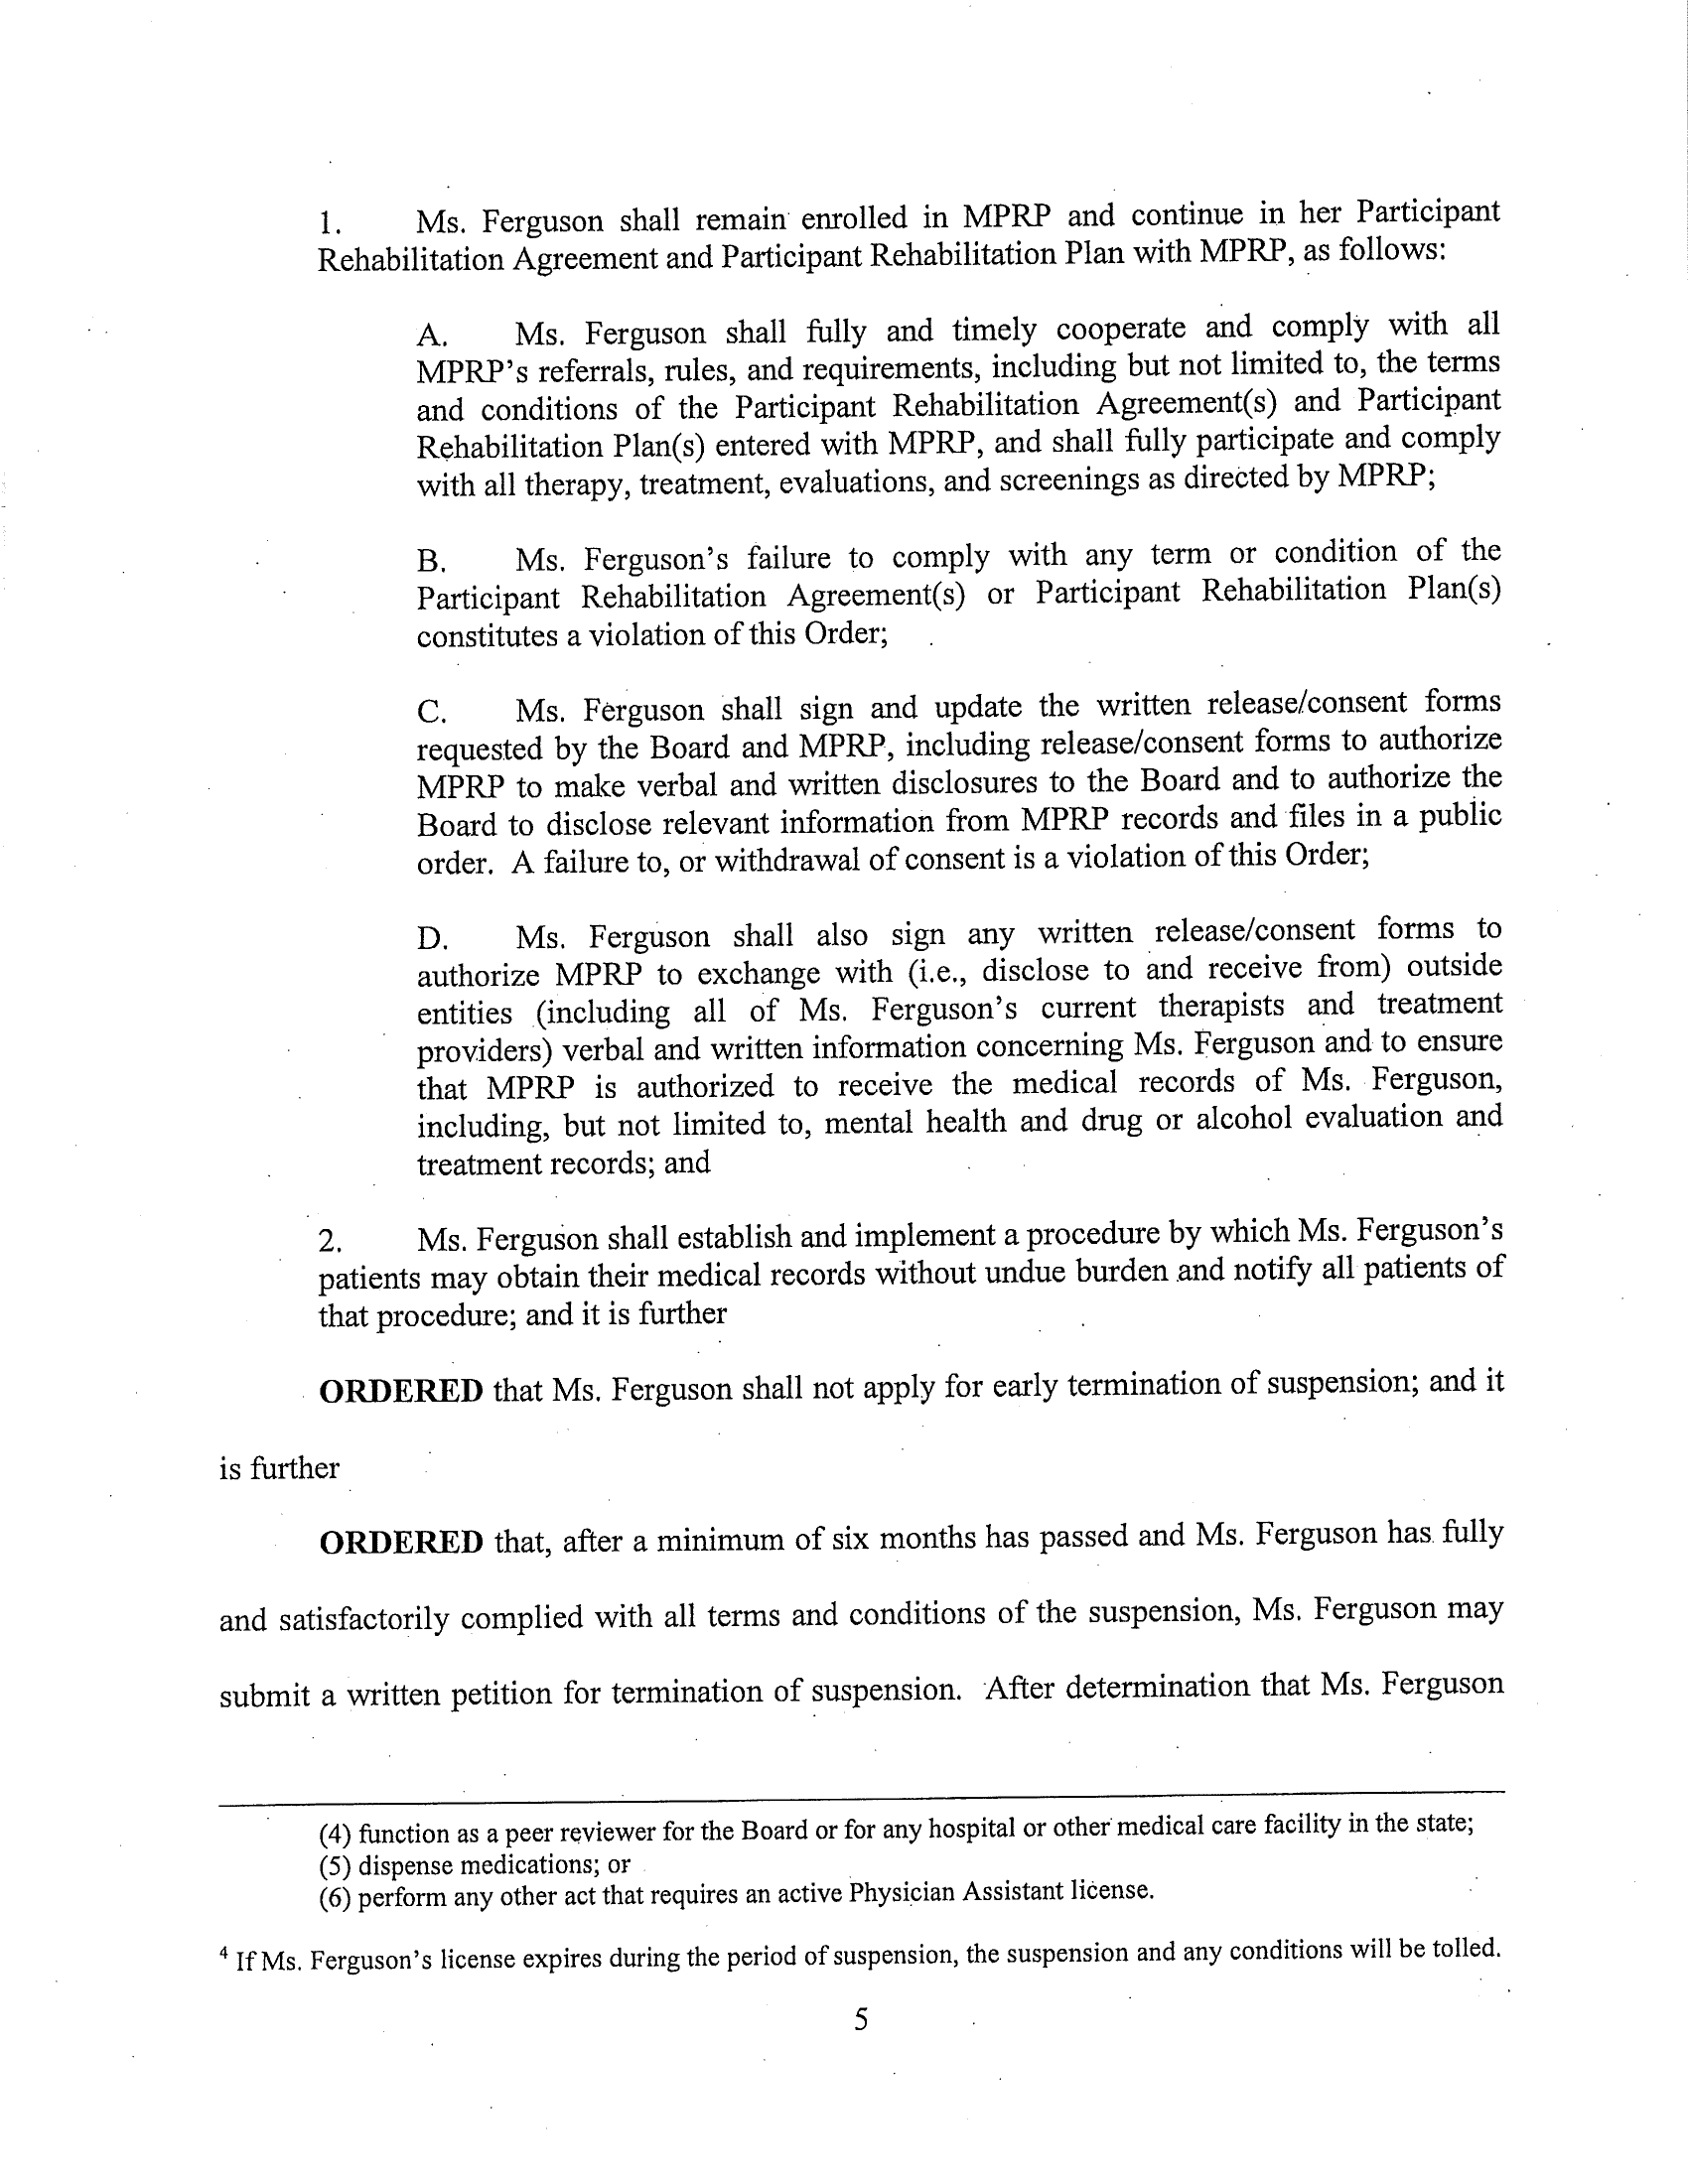 1. Ms. Ferguson shall remain enrolled in MPRP and continue in her Participant
Rehabilitation Agreement and Participant Rehabilitation Plan with MPRP, as follows:
A. Ms. Ferguson shall fully and timely cooperate and comply with all
MPRP's referrals, rules, and requirements, including but not limited to, the terms
and conditions of the Participant Rehabilitation Agreement(s) and Participant
Rehabilitation Plan(s) entered with MPRP, and shall fully participate and comply
with all therapy, treatment, evaluations, and screenings as directed by MPRP;
B. Ms. Ferguson's failure to comply with any term or condition of the
Participant Rehabilitation Agreement(s) or Participant Rehabilitation Plan(s)
constitutes a violation of this Order;
C. Ms. Ferguson shall sign and update the written release/consent forms
requested by the Board and MPRP, including release/consent forms to authorize
MPRP to make verbal and written disclosures to the Board and to authorize the
Board to disclose relevant information from MPRP records and files in a public
order. A failure to, or withdrawal of consent is a violation of this Order;
D. Ms. Ferguson shall also sign any written release/consent forms to
authorize MPRP to exchange with (i.e., disclose to and receive from) outside
entities (including all of Ms. Ferguson's current therapists and treatment
providers) verbal and written information concerning Ms. Ferguson and to ensure
that MPRP is authorized to receive the medical records of Ms. Ferguson,
including, but not limited to, mental health and drug or alcohol evaluation and
treatment records; and
2. Ms. Ferguson shall establish and implement a procedure by which Ms. Ferguson's
patients may obtain their medical records without undue burden and notify all patients of
that procedure; and it is further
ORDERED that Ms. Ferguson shall not apply for early termination of suspension; and it
is further
ORDERED that, after a minimum of six months has passed and Ms. Ferguson has fully
and satisfactorily complied with all terms and conditions of the suspension, Ms. Ferguson may
submit a written petition for termination of suspension. After determination that Ms. Ferguson
(4) function as a peer reviewer for the Board or for any hospital or other medical care facility in the state;
(5) dispense medications; or
(6) perform any other act that requires an active Physician Assistant license.
4 If Ms. Ferguson's license expires during the period of suspension, the suspension and any conditions will be tolled.
5